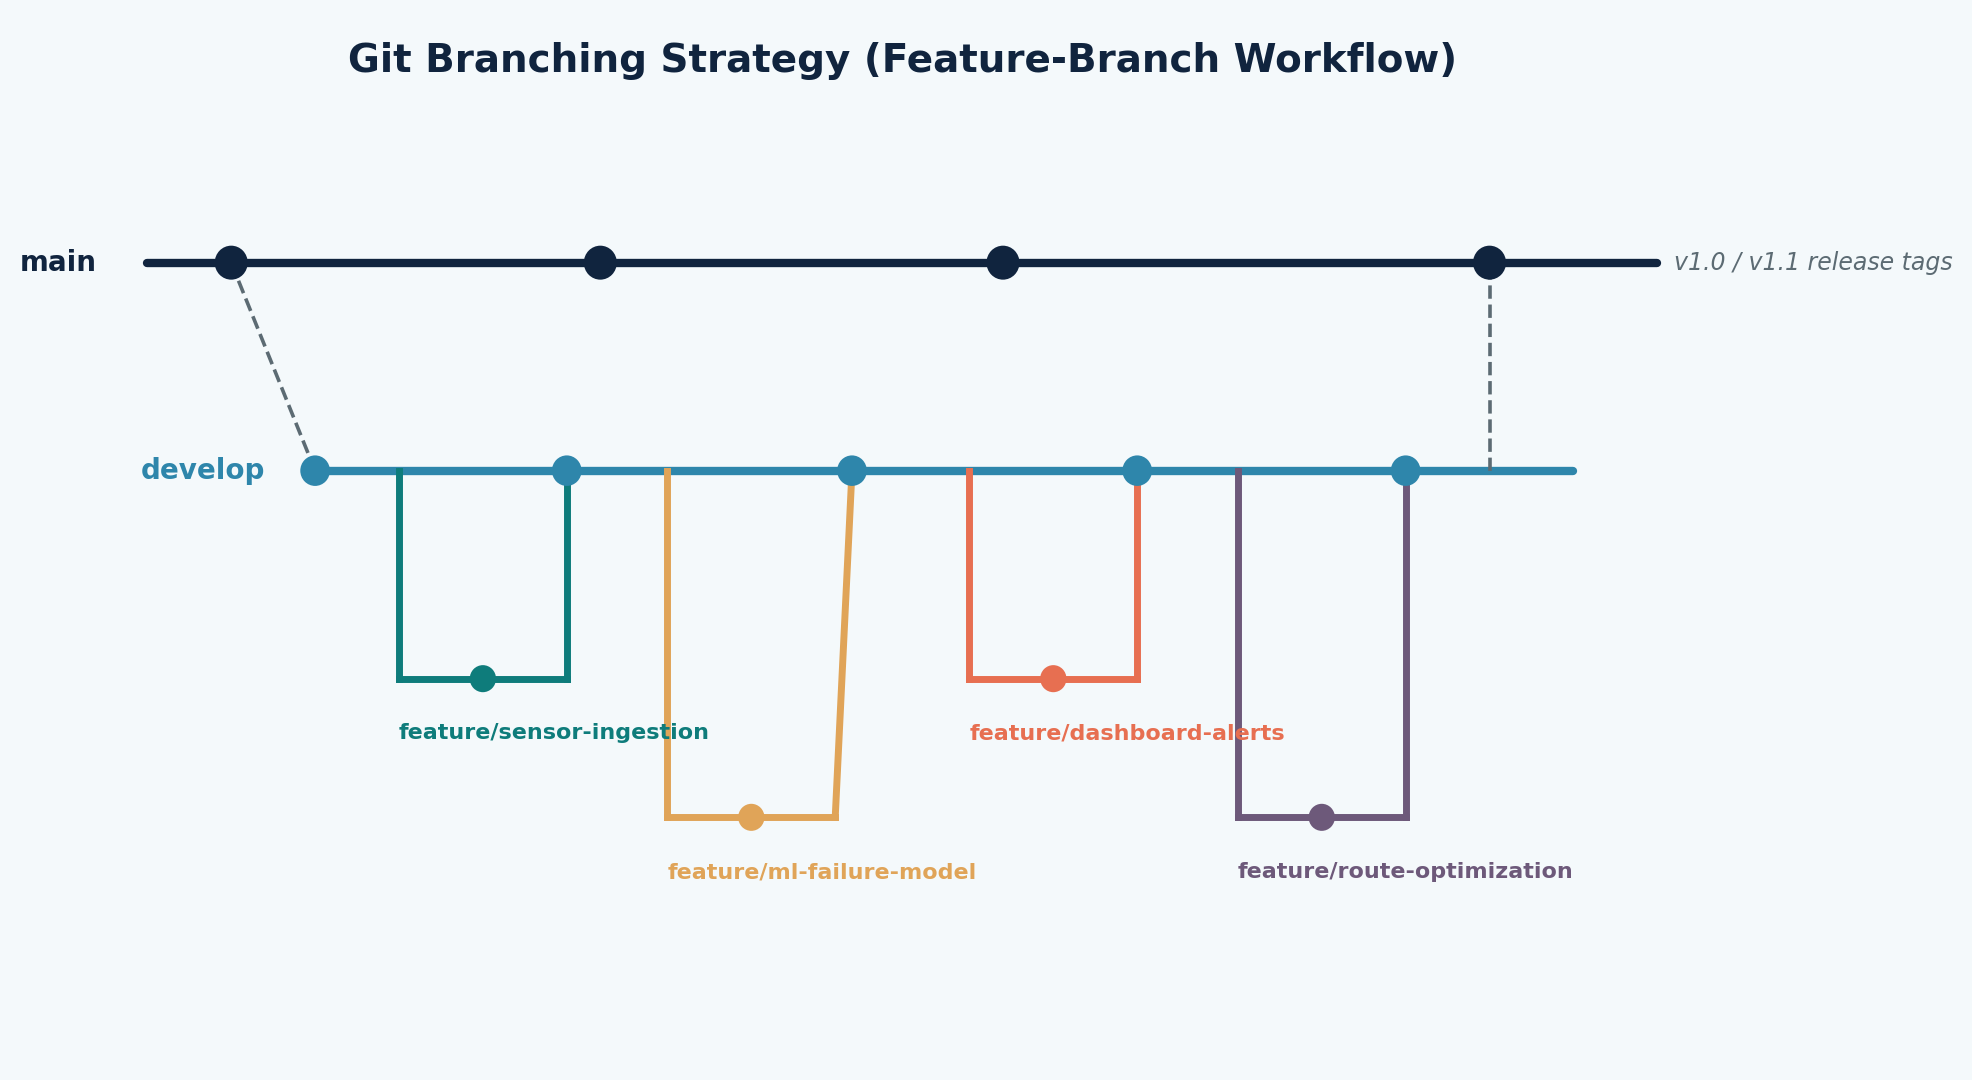 Git Branching Strategy (Feature-Branch Workflow)
main
v1.0 / v1.1 release tags
develop
feature/sensor-ingestion
feature/dashboard-alerts
feature/ml-failure-model
feature/route-optimization